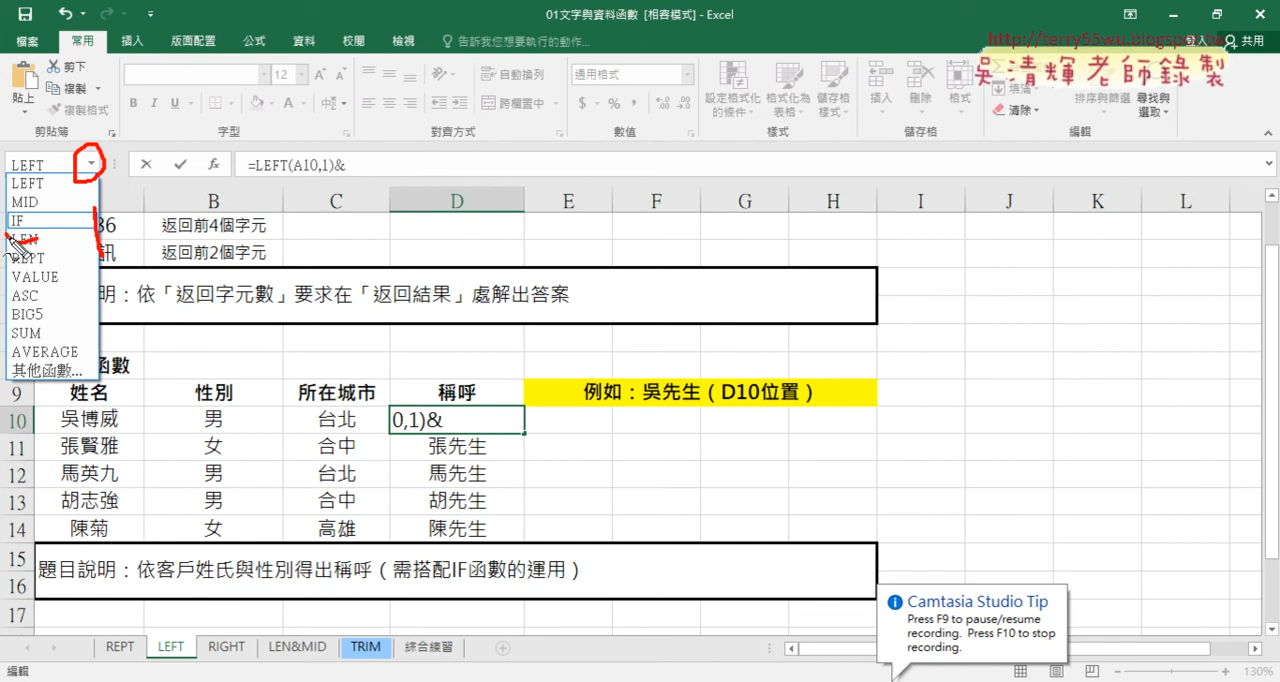 01文字與資料函數 [相容模式] - Excel
檔案 常用 插入 版面配置 公式 資料 校閱 檢視 告訴我您想要執行的動作... 登入 共用
http://terry55wu.blogspot.tw
吳清輝老師錄製
貼上 剪下 12 自動換列 通用格式 設定格式化的條件 格式化為表格 儲存格樣式 插入 刪除 格式 填滿 排序與篩選 尋找與選取
複製 B I U 中 跨欄置中 $ % 清除
複製格式
剪貼簿 字型 對齊方式 數值 樣式 儲存格 編輯
LEFT fx =LEFT(A10,1)&
LEFT
MID
IF
LEN
REPT
VALUE
ASC
BIG5
SUM
AVERAGE
其他函數...
B C D E F G H I J K L
86 返回前4個字元
訊 返回前2個字元
明：依「返回字元數」要求在「返回結果」處解出答案
函數
9 姓名 性別 所在城市 稱呼 例如：吳先生（D10位置）
10 吳博威 男 台北 0,1)&
11 張賢雅 女 台中 張先生
12 馬英九 男 台北 馬先生
13 胡志強 男 台中 胡先生
14 陳菊 女 高雄 陳先生
15
題目說明：依客戶姓氏與性別得出稱呼（需搭配IF函數的運用）
16
17
Camtasia Studio Tip
Press F9 to pause/resume
recording. Press F10 to stop
recording.
REPT LEFT RIGHT LEN&MID TRIM 綜合練習
編輯 130%